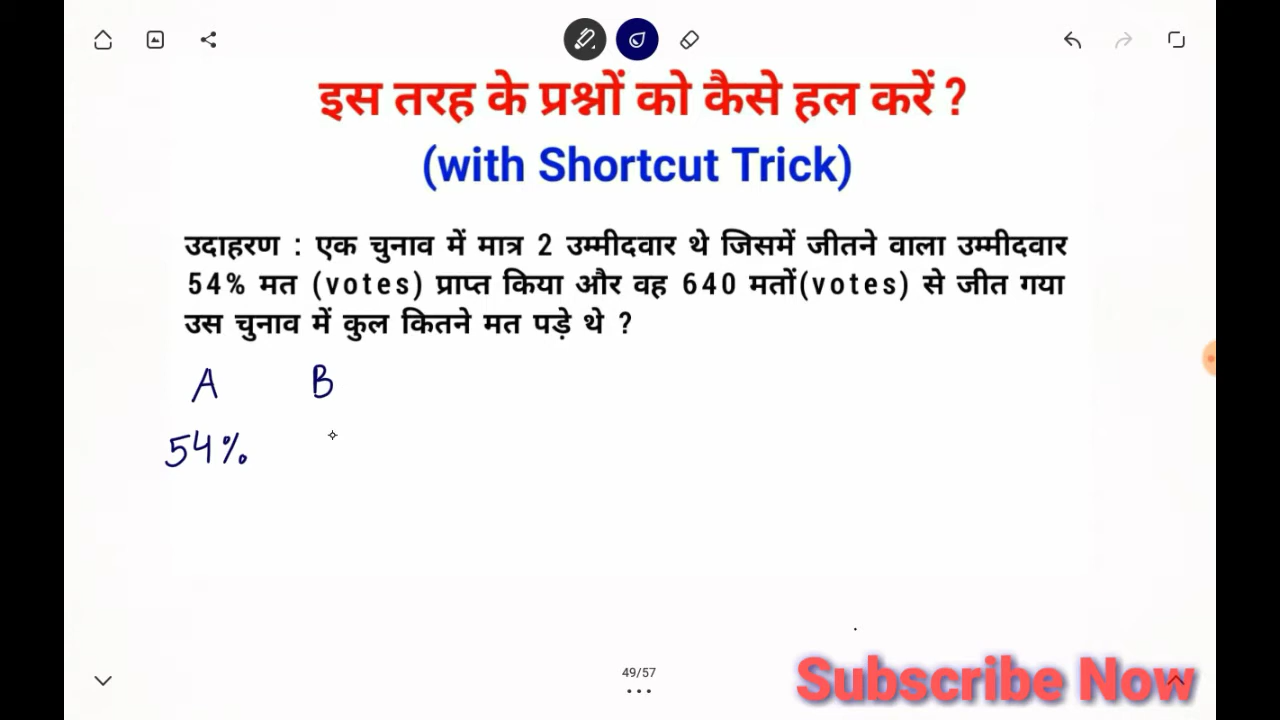 इस तरह के प्रश्नों को कैसे हल करें ?
(with Shortcut Trick)
उदाहरण : एक चुनाव में मात्र 2 उम्मीदवार थे जिसमें जीतने वाला उम्मीदवार
54% मत (votes) प्राप्त किया और वह 640 मतों(votes) से जीत गया
उस चुनाव में कुल कितने मत पड़े थे ?
A B
54%
49/57
Subscribe Now